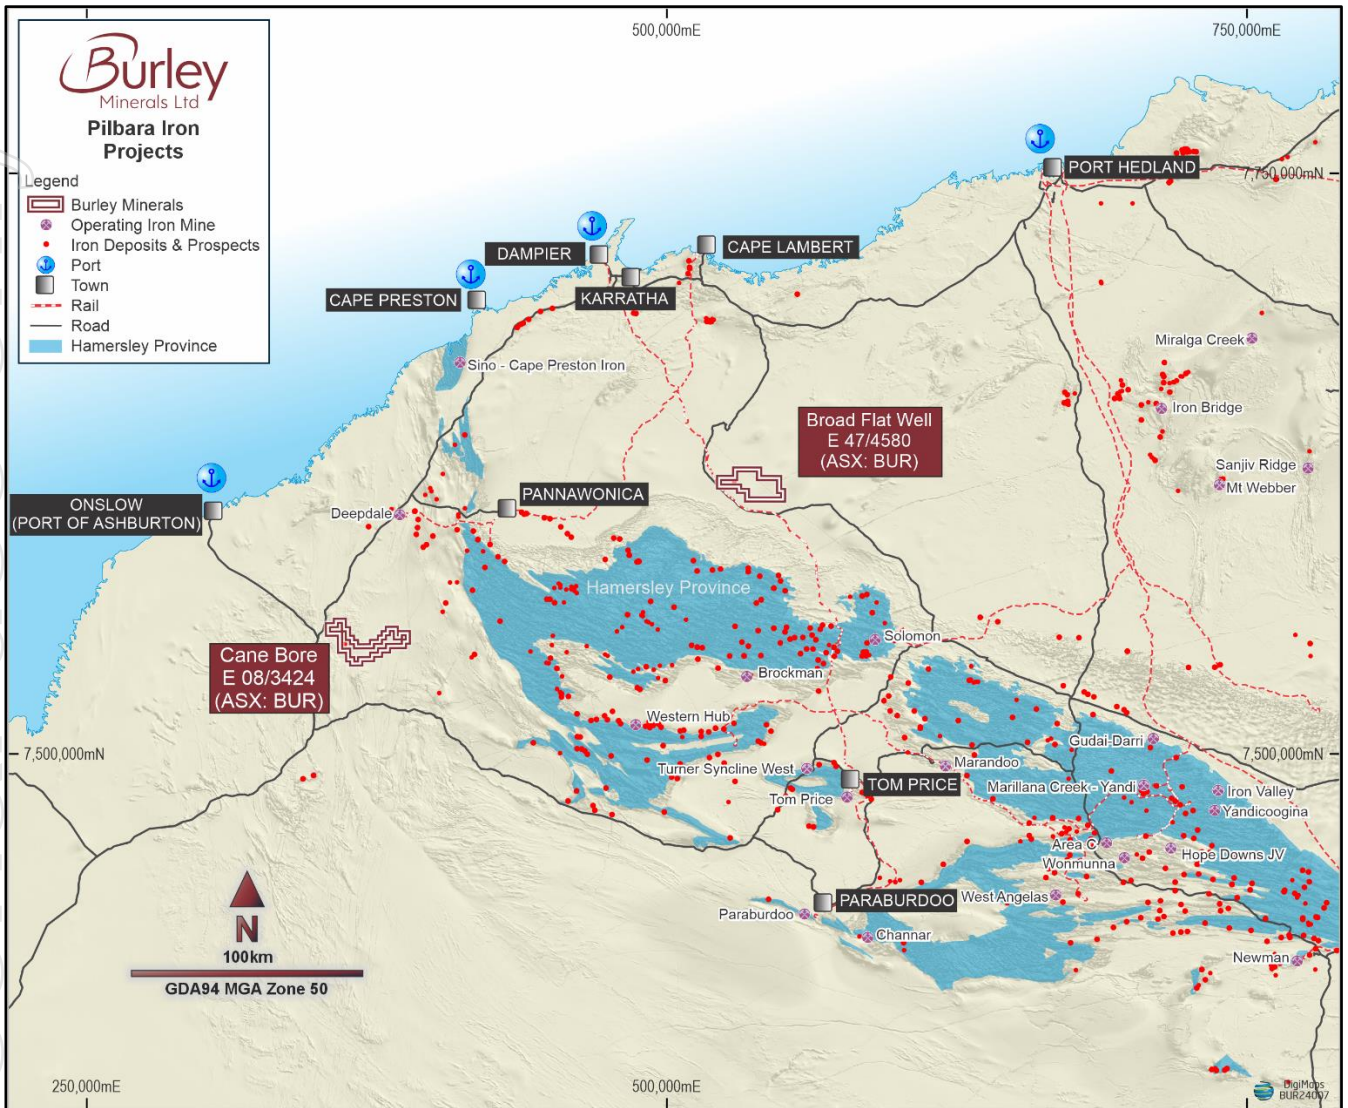 Burley
Minerals Ltd
Pilbara Iron
Projects
Legend
Burley Minerals
Operating Iron Mine
Iron Deposits & Prospects
Port
Town
Rail
Road
Hamersley Province
500,000mE
750,000mE
7,750,000mN
PORT HEDLAND
DAMPIER
CAPE LAMBERT
CAPE PRESTON
KARRATHA
Miralga Creek
Sino - Cape Preston Iron
Iron Bridge
Broad Flat Well
E 47/4580
(ASX: BUR)
Sanjiv Ridge
Mt Webber
ONSLOW
(PORT OF ASHBURTON)
Deepdale
PANNAWONICA
Hamersley Province
Cane Bore
E 08/3424
(ASX: BUR)
Solomon
Brockman
Western Hub
7,500,000mN
Gudai-Darri
7,500,000mN
Turner Syncline West
Marandoo
TOM PRICE
Tom Price
Marillana Creek - Yandi
Iron Valley
Yandicoogina
Area C
Wonmunna
Hope Downs JV
PARABURDOO
West Angelas
Paraburdoo
Channar
Newman
N
100km
GDA94 MGA Zone 50
250,000mE
500,000mE
DigiMaps
BUR24007